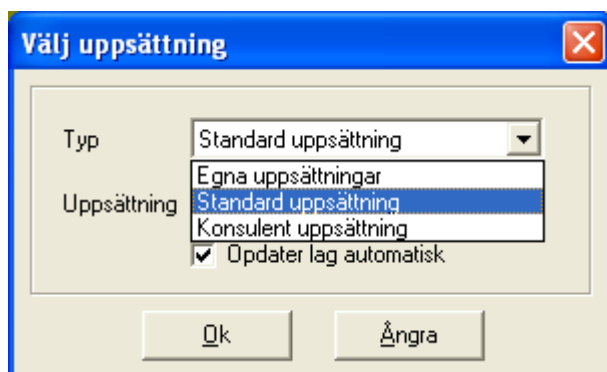 Välj uppsättning
Typ
Standard uppsättning
Egna uppsättningar
Uppsättning
Standard uppsättning
Konsulent uppsättning
Opdater lag automatisk
Ok
Ångra